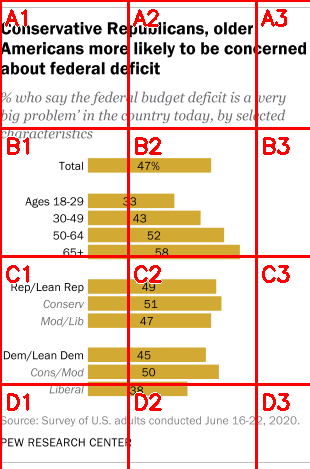 Conservative Republicans, older
Americans more likely to be concerned
about federal deficit
% who say the federal budget deficit is a ‘very
big problem’ in the country today, by selected
characteristics
Total 47%
Ages 18-29 33
30-49 43
50-64 52
65+ 58
Rep/Lean Rep 49
Conserv 51
Mod/Lib 47
Dem/Lean Dem 45
Cons/Mod 50
Liberal 38
Source: Survey of U.S. adults conducted June 16-22, 2020.
PEW RESEARCH CENTER
A1 A2 A3
B1 B2 B3
C1 C2 C3
D1 D2 D3